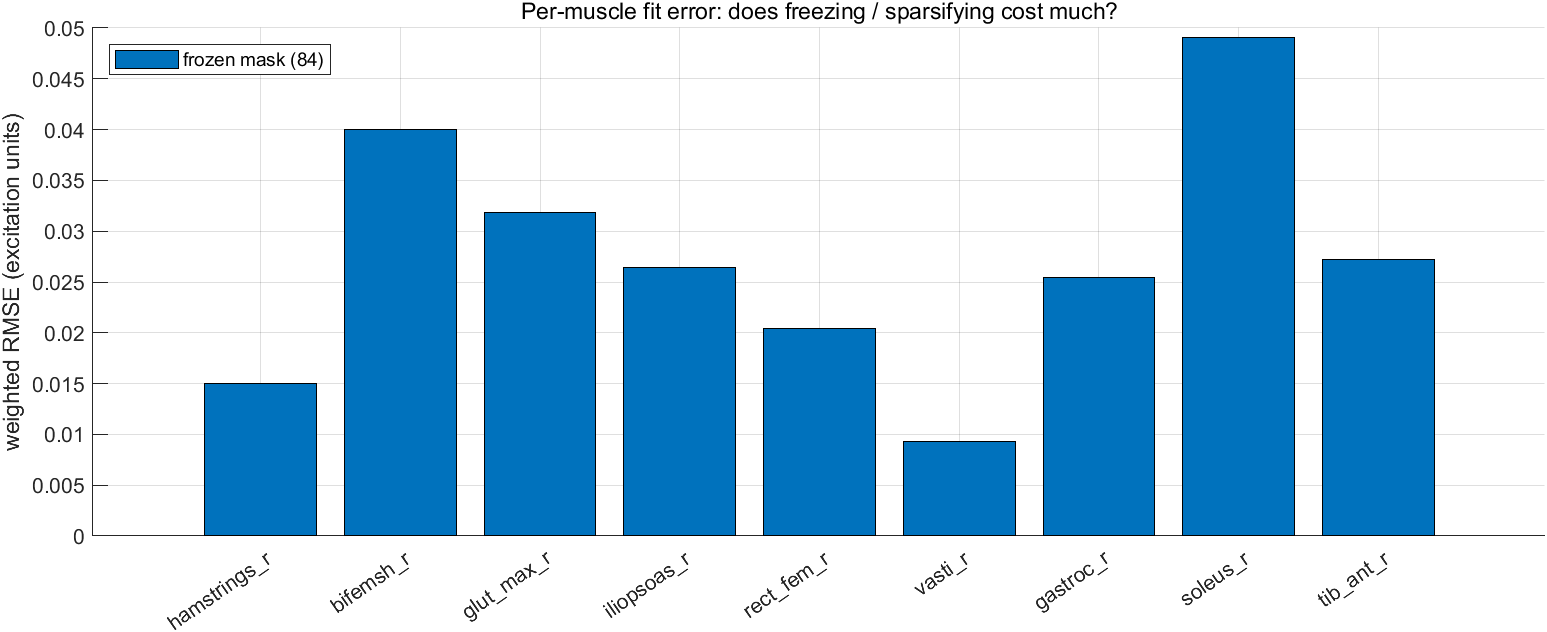 Per-muscle fit error: does freezing / sparsifying cost much?
frozen mask (84)
weighted RMSE (excitation units)
0.05
0.045
0.04
0.035
0.03
0.025
0.02
0.015
0.01
0.005
0
hamstrings_r
bifemsh_r
glut_max_r
iliopsoas_r
rect_fem_r
vasti_r
gastroc_r
soleus_r
tib_ant_r